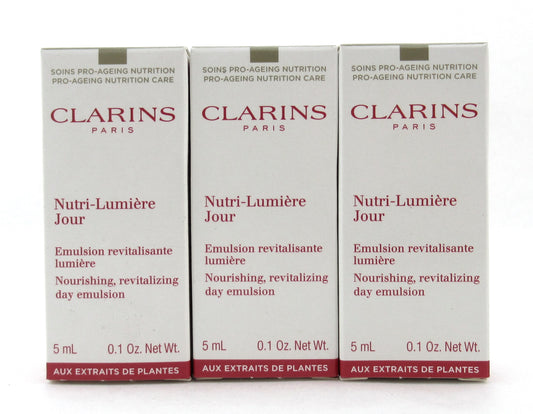 SOINS PRO-AGEING NUTRITION
PRO-AGEING NUTRITION CARE
CLARINS
PARIS
Nutri-Lumière
Jour
Emulsion revitalisante
lumière
Nourishing, revitalizing
day emulsion
5 mL 0.1 Oz. Net Wt.
AUX EXTRAITS DE PLANTES
SOINS PRO-AGEING NUTRITION
PRO-AGEING NUTRITION CARE
CLARINS
PARIS
Nutri-Lumière
Jour
Emulsion revitalisante
lumière
Nourishing, revitalizing
day emulsion
5 mL 0.1 Oz. Net Wt.
AUX EXTRAITS DE PLANTES
SOINS PRO-AGEING NUTRITION
PRO-AGEING NUTRITION CARE
CLARINS
PARIS
Nutri-Lumière
Jour
Emulsion revitalisante
lumière
Nourishing, revitalizing
day emulsion
5 mL 0.1 Oz. Net Wt.
AUX EXTRAITS DE PLANTES